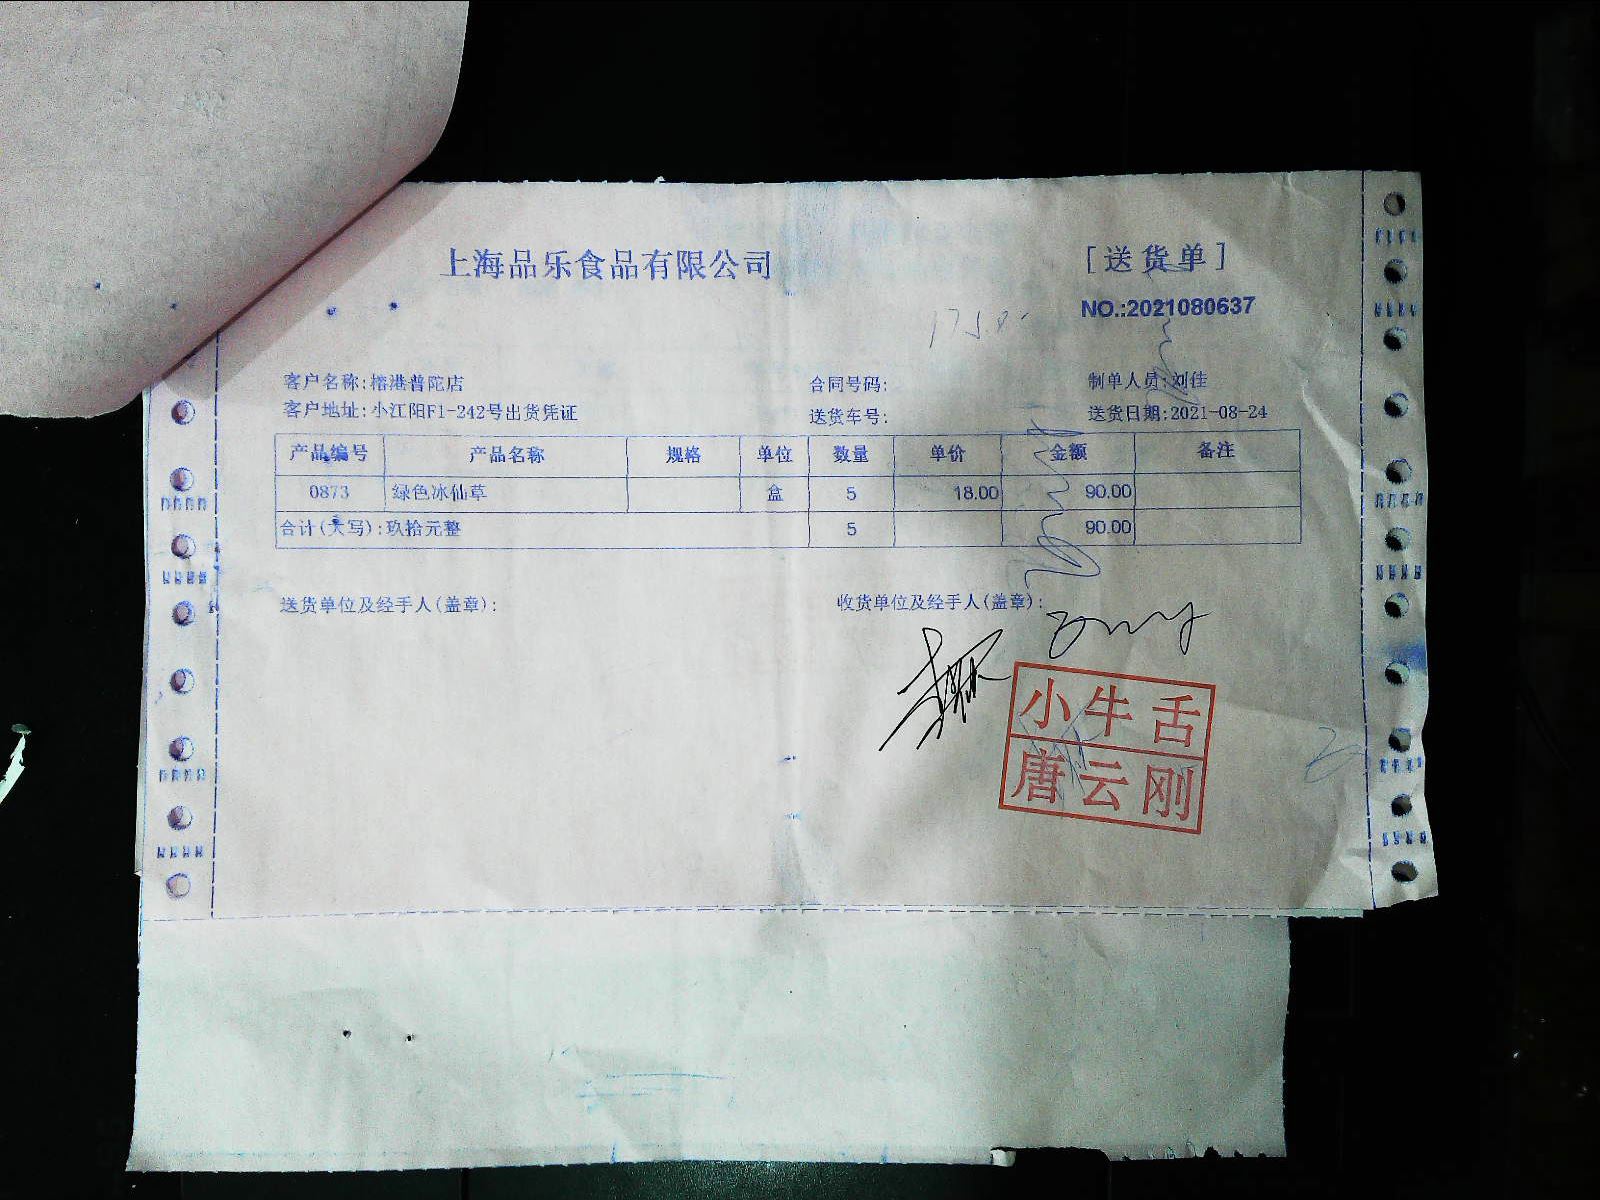 上海品乐食品有限公司
[送货单]
NO.:2021080637
175.0
客户名称:榕港普陀店 合同号码: 制单人员:刘佳
客户地址:小江阳F1-242号出货凭证 送货车号: 送货日期:2021-08-24
产品编号 产品名称 规格 单位 数量 单价 金额 备注
0873 绿色冰仙草 盒 5 18.00 90.00
合计(大写):玖拾元整 5 90.00
送货单位及经手人(盖章): 收货单位及经手人(盖章):
小牛舌
唐云刚